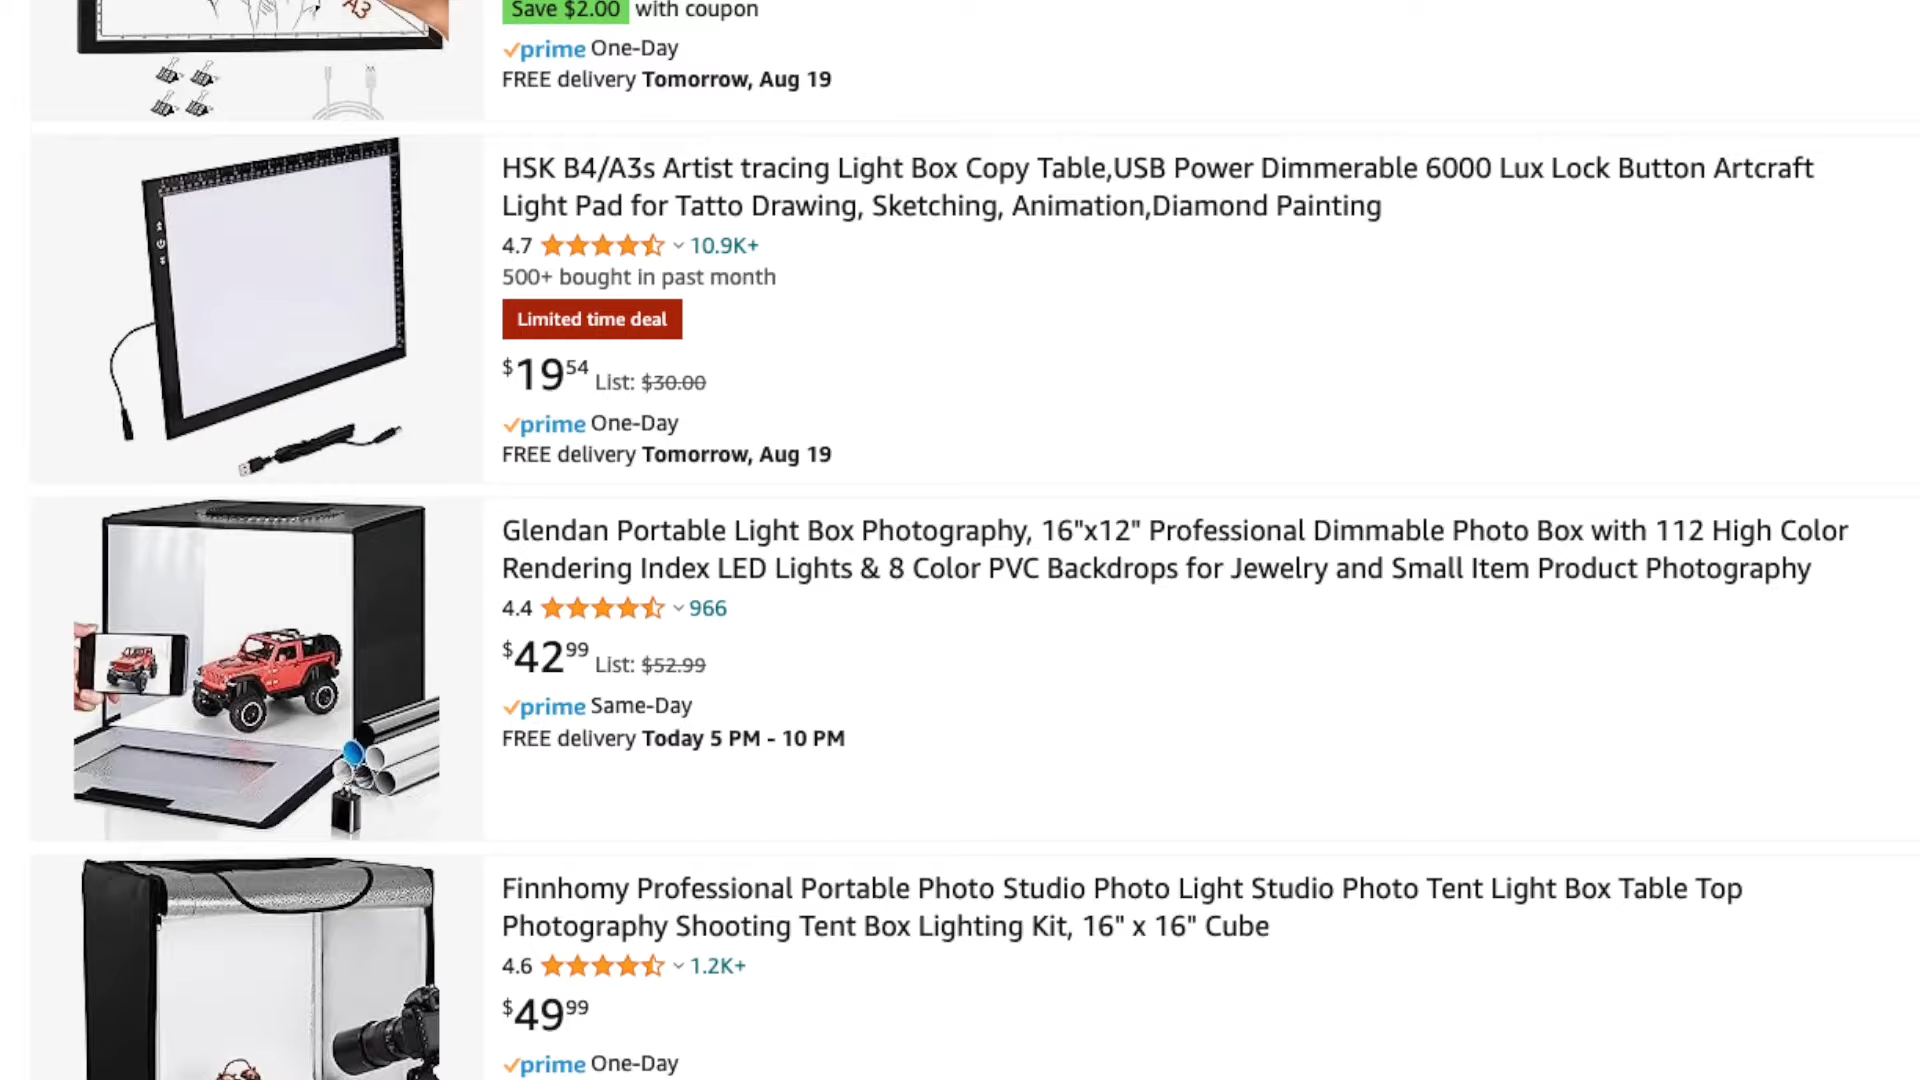 A3
Save $2.00 with coupon
prime One-Day
FREE delivery Tomorrow, Aug 19
HSK B4/A3s Artist tracing Light Box Copy Table,USB Power Dimmerable 6000 Lux Lock Button Artcraft
Light Pad for Tatto Drawing, Sketching, Animation,Diamond Painting
4.7 10.9K+
500+ bought in past month
Limited time deal
$19 54 List: $30.00
prime One-Day
FREE delivery Tomorrow, Aug 19
Glendan Portable Light Box Photography, 16"x12" Professional Dimmable Photo Box with 112 High Color
Rendering Index LED Lights & 8 Color PVC Backdrops for Jewelry and Small Item Product Photography
4.4 966
$42 99 List: $52.99
prime Same-Day
FREE delivery Today 5 PM - 10 PM
Finnhomy Professional Portable Photo Studio Photo Light Studio Photo Tent Light Box Table Top
Photography Shooting Tent Box Lighting Kit, 16" x 16" Cube
4.6 1.2K+
$49 99
prime One-Day